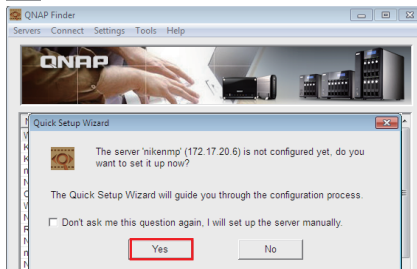 QNAP Finder
Servers Connect Settings Tools Help
QNAP
Quick Setup Wizard
The server 'nikenmp' (172.17.20.6) is not configured yet, do you
want to set it up now?
The Quick Setup Wizard will guide you through the configuration process.
Don't ask me this question again, I will set up the server manually.
Yes No